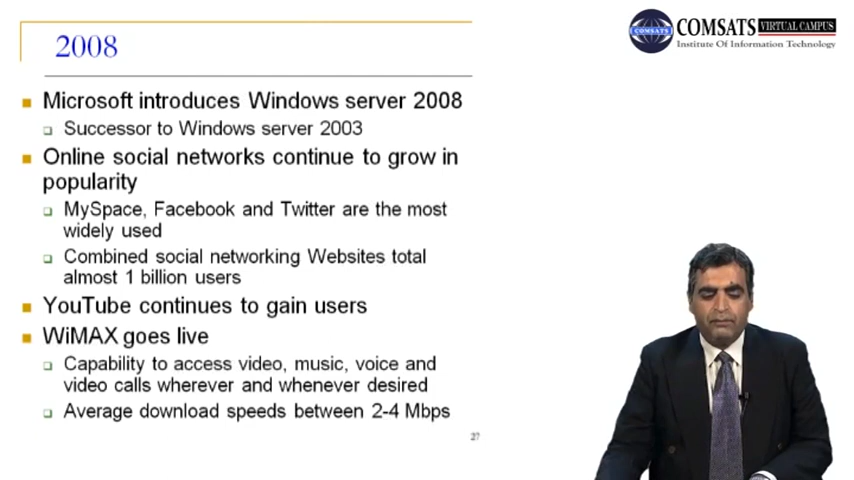 2008
COMSATS VIRTUAL CAMPUS
Institute Of Information Technology
COMSATS
■ Microsoft introduces Windows server 2008
❑ Successor to Windows server 2003
■ Online social networks continue to grow in
popularity
❑ MySpace, Facebook and Twitter are the most
widely used
❑ Combined social networking Websites total
almost 1 billion users
■ YouTube continues to gain users
■ WiMAX goes live
❑ Capability to access video, music, voice and
video calls wherever and whenever desired
❑ Average download speeds between 2-4 Mbps
27